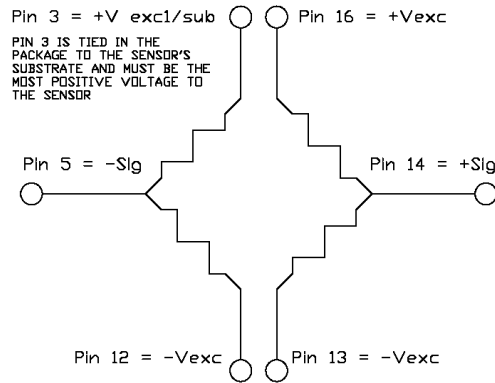 Pin 3 = +V exc1/sub
Pin 16 = +Vexc
PIN 3 IS TIED IN THE
PACKAGE TO THE SENSOR'S
SUBSTRATE AND MUST BE THE
MOST POSITIVE VOLTAGE TO
THE SENSOR
Pin 5 = -Sig
Pin 14 = +Sig
Pin 12 = -Vexc
Pin 13 = -Vexc